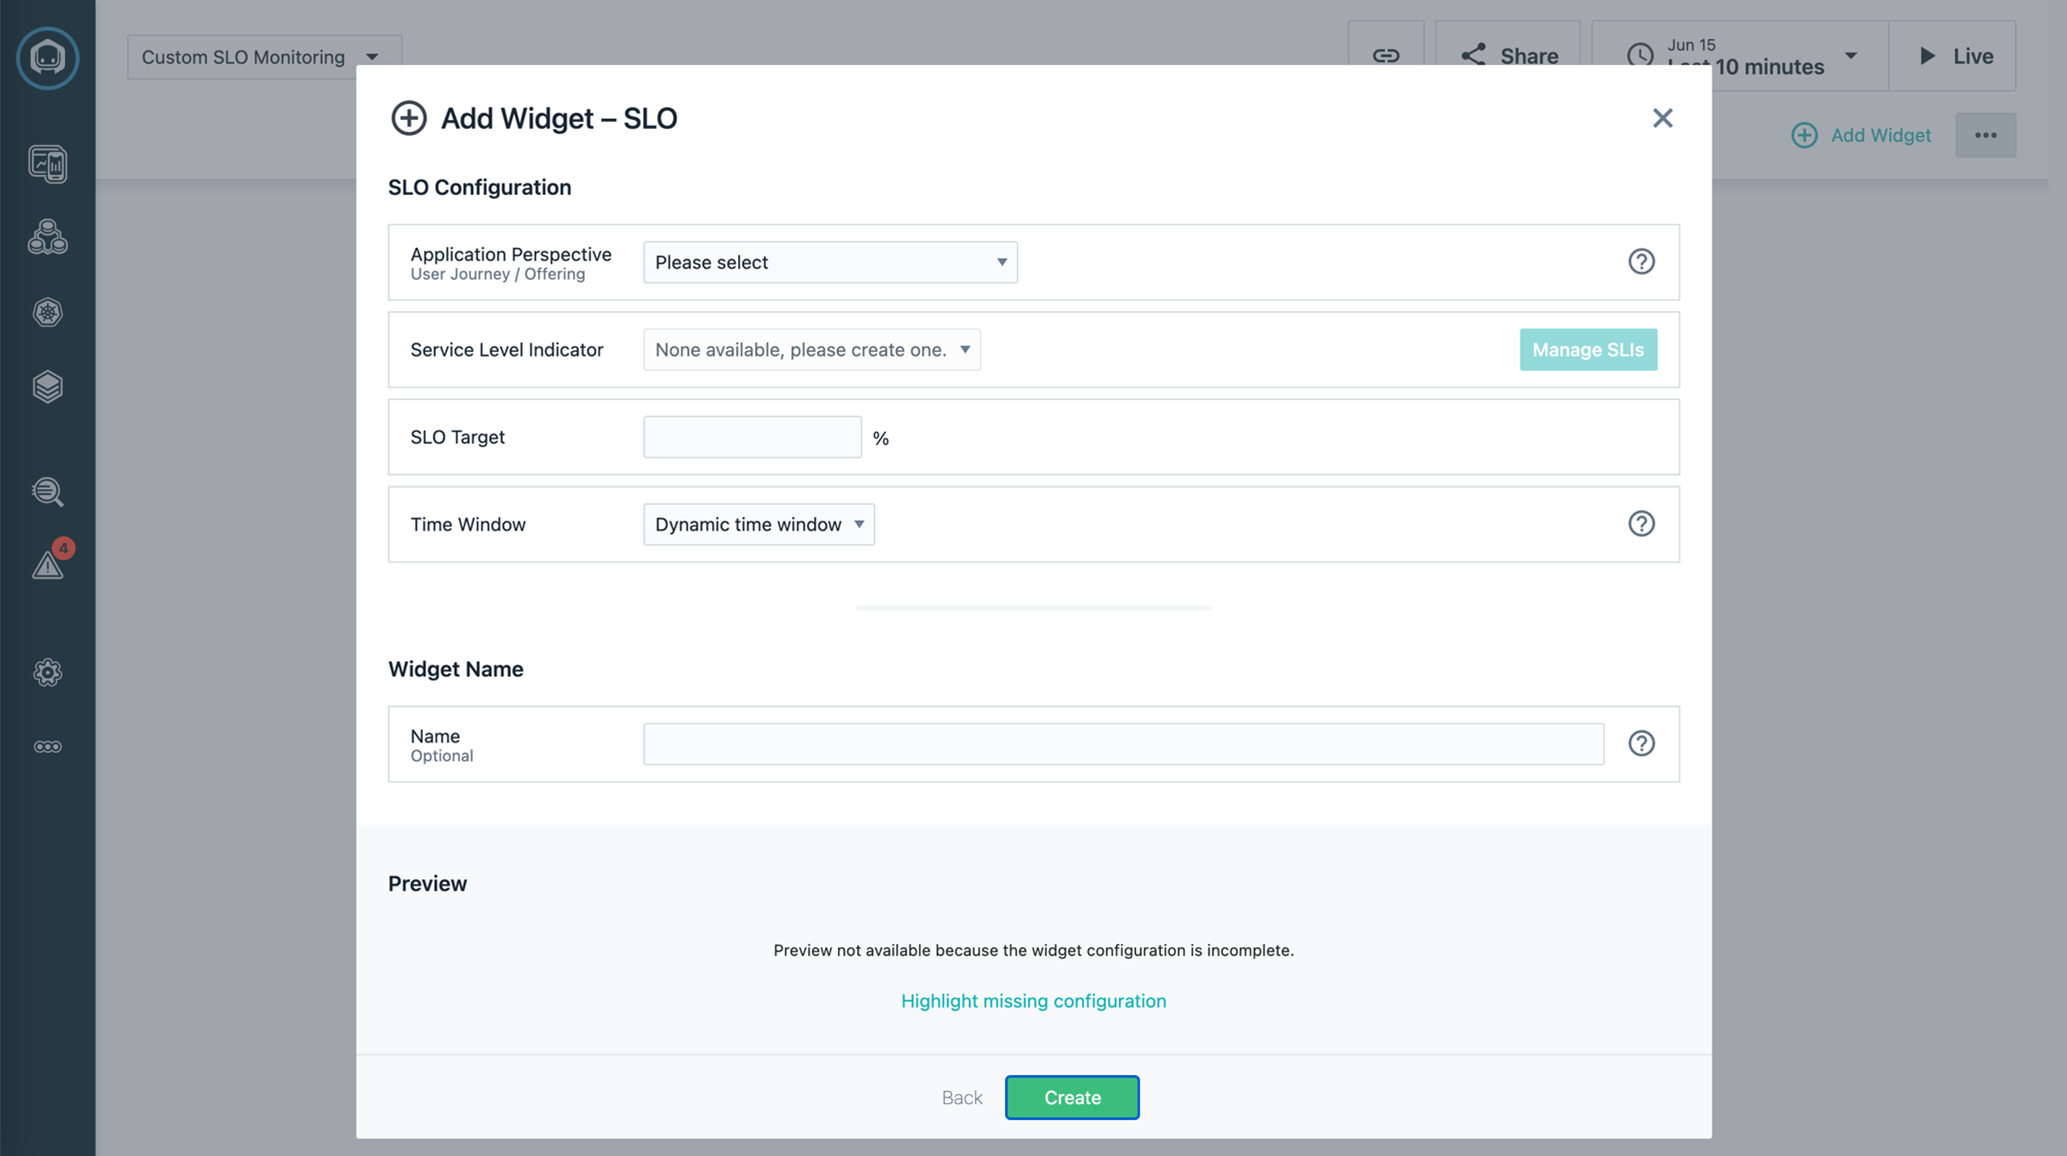 Custom SLO Monitoring
Share
Jun 15
Last 10 minutes
Live
Add Widget – SLO
Add Widget
SLO Configuration
Application Perspective
User Journey / Offering
Please select
Service Level Indicator
None available, please create one.
Manage SLIs
SLO Target
%
Time Window
Dynamic time window
4
Widget Name
Name
Optional
Preview
Preview not available because the widget configuration is incomplete.
Highlight missing configuration
Back
Create